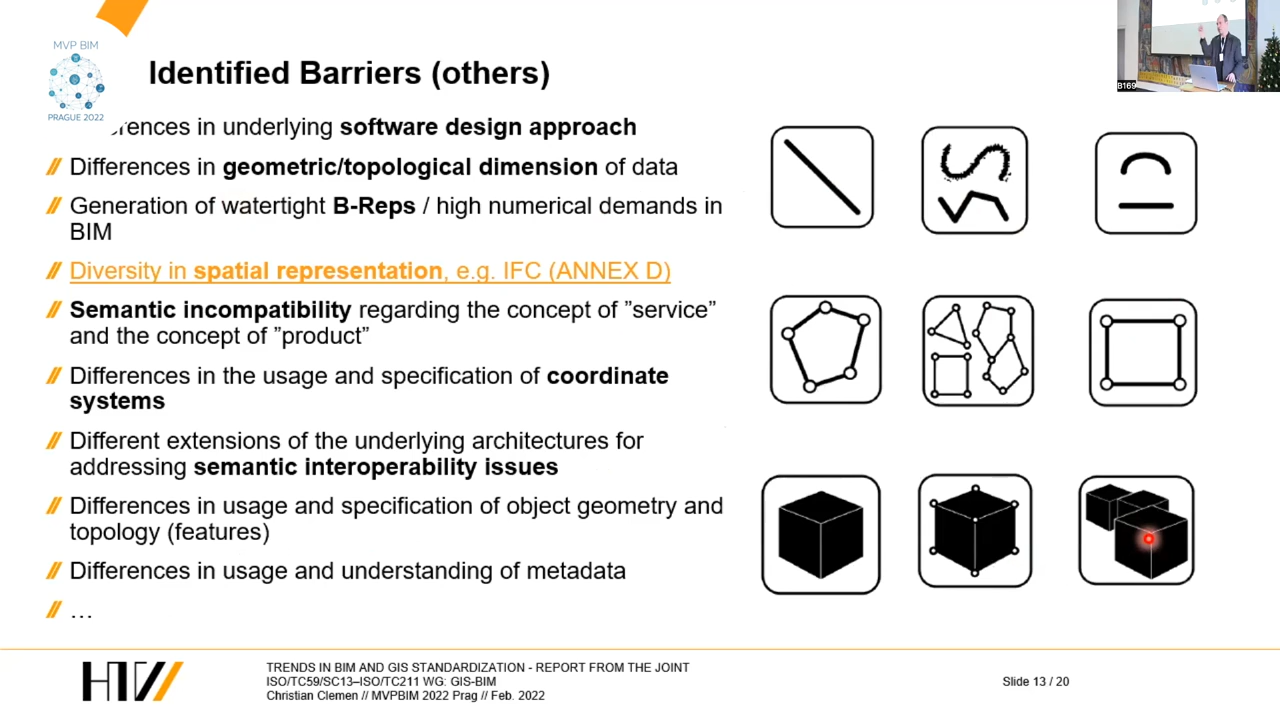 MVP BIM
PRAGUE 2022
Identified Barriers (others)
rences in underlying software design approach
Differences in geometric/topological dimension of data
Generation of watertight B-Reps / high numerical demands in
BIM
Diversity in spatial representation, e.g. IFC (ANNEX D)
Semantic incompatibility regarding the concept of ”service”
and the concept of ”product”
Differences in the usage and specification of coordinate
systems
Different extensions of the underlying architectures for
addressing semantic interoperability issues
Differences in usage and specification of object geometry and
topology (features)
Differences in usage and understanding of metadata
…
B169
HTW
TRENDS IN BIM AND GIS STANDARDIZATION - REPORT FROM THE JOINT
ISO/TC59/SC13–ISO/TC211 WG: GIS-BIM
Christian Clemen // MVPBIM 2022 Prag // Feb. 2022
Slide 13 / 20